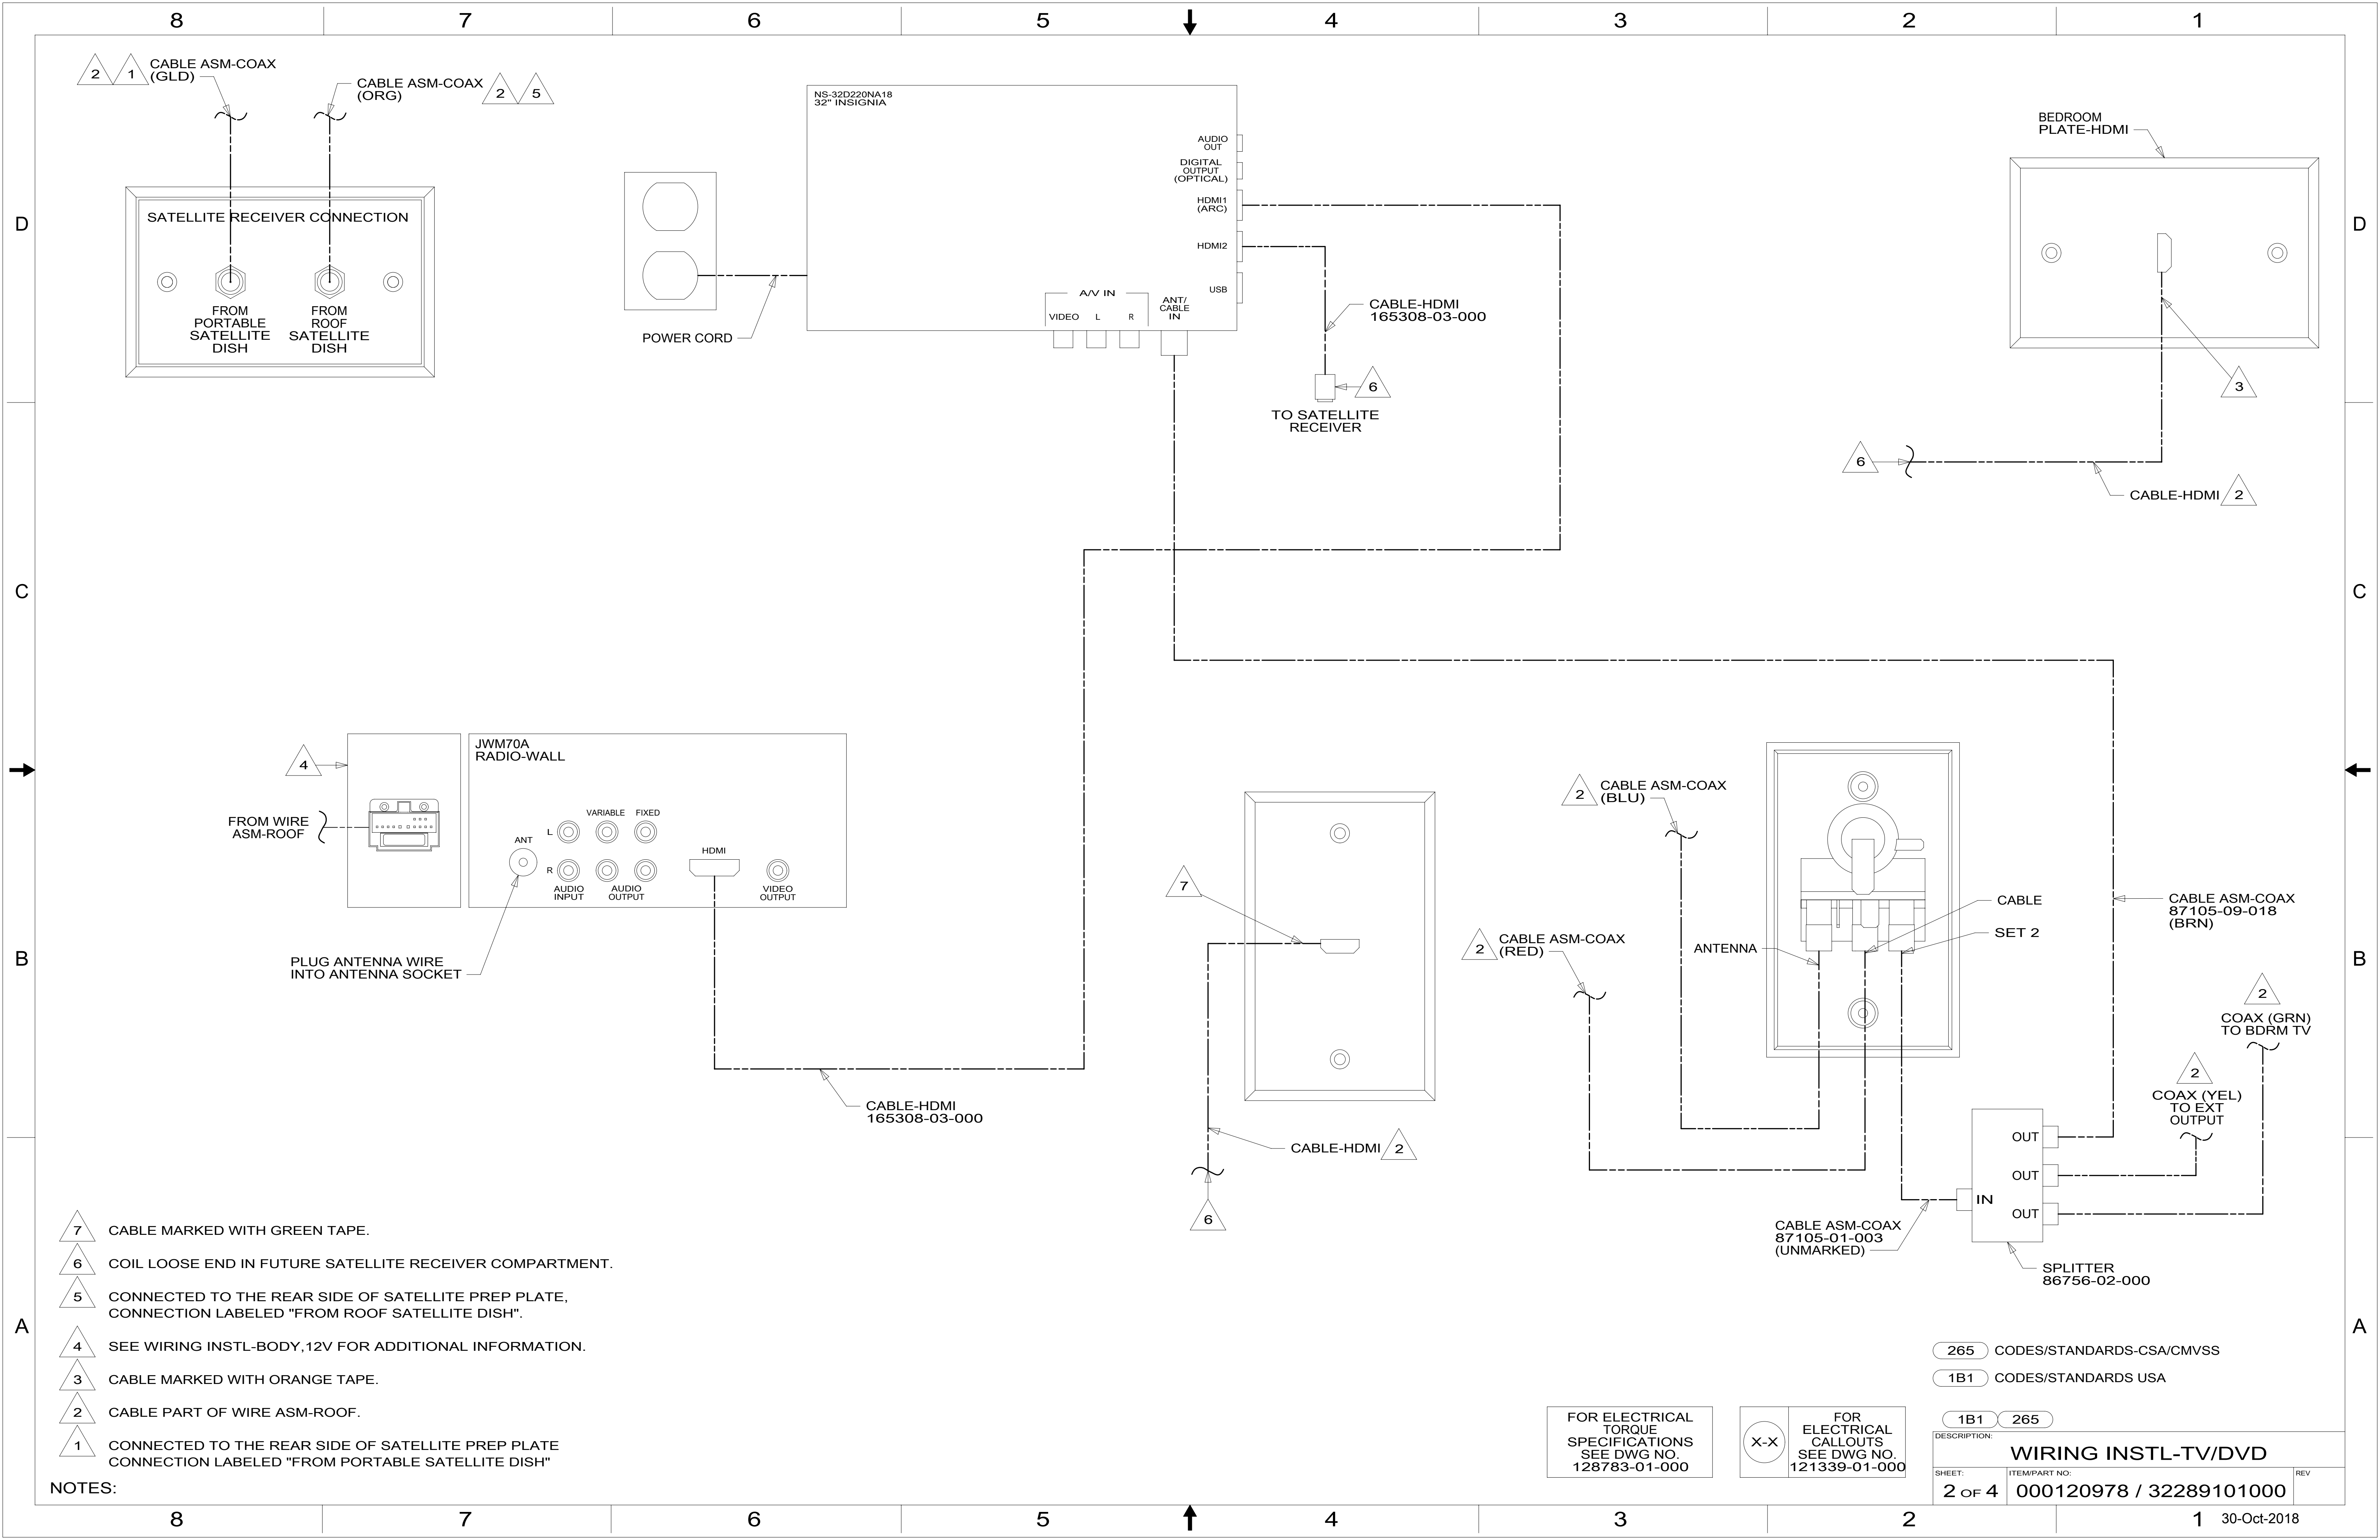 8 7 6 5 4 3 2 1
D
C
B
A
D
C
B
A
2 1 CABLE ASM-COAX
(GLD)
CABLE ASM-COAX 2 5
(ORG)
SATELLITE RECEIVER CONNECTION
FROM
PORTABLE
SATELLITE
DISH
FROM
ROOF
SATELLITE
DISH
POWER CORD
NS-32D220NA18
32" INSIGNIA
AUDIO
OUT
DIGITAL
OUTPUT
(OPTICAL)
HDMI1
(ARC)
HDMI2
USB
A/V IN
VIDEO L R
ANT/
CABLE
IN
CABLE-HDMI
165308-03-000
6
TO SATELLITE
RECEIVER
BEDROOM
PLATE-HDMI
3
6
CABLE-HDMI 2
4
FROM WIRE
ASM-ROOF
JWM70A
RADIO-WALL
VARIABLE FIXED
ANT
L
R
AUDIO
INPUT
AUDIO
OUTPUT
HDMI
VIDEO
OUTPUT
PLUG ANTENNA WIRE
INTO ANTENNA SOCKET
CABLE-HDMI
165308-03-000
7
CABLE-HDMI 2
6
2 CABLE ASM-COAX
(BLU)
2 CABLE ASM-COAX
(RED)
ANTENNA
CABLE
SET 2
CABLE ASM-COAX
87105-09-018
(BRN)
2
COAX (GRN)
TO BDRM TV
2
COAX (YEL)
TO EXT
OUTPUT
OUT
OUT
OUT
IN
CABLE ASM-COAX
87105-01-003
(UNMARKED)
SPLITTER
86756-02-000
7 CABLE MARKED WITH GREEN TAPE.
6 COIL LOOSE END IN FUTURE SATELLITE RECEIVER COMPARTMENT.
5 CONNECTED TO THE REAR SIDE OF SATELLITE PREP PLATE,
CONNECTION LABELED "FROM ROOF SATELLITE DISH".
4 SEE WIRING INSTL-BODY,12V FOR ADDITIONAL INFORMATION.
3 CABLE MARKED WITH ORANGE TAPE.
2 CABLE PART OF WIRE ASM-ROOF.
1 CONNECTED TO THE REAR SIDE OF SATELLITE PREP PLATE
CONNECTION LABELED "FROM PORTABLE SATELLITE DISH"
NOTES:
FOR ELECTRICAL
TORQUE
SPECIFICATIONS
SEE DWG NO.
128783-01-000
X-X
FOR
ELECTRICAL
CALLOUTS
SEE DWG NO.
121339-01-000
265 CODES/STANDARDS-CSA/CMVSS
1B1 CODES/STANDARDS USA
1B1 265
DESCRIPTION:
WIRING INSTL-TV/DVD
SHEET: ITEM/PART NO: REV
2 OF 4 000120978 / 32289101000
8 7 6 5 4 3 2 1 30-Oct-2018